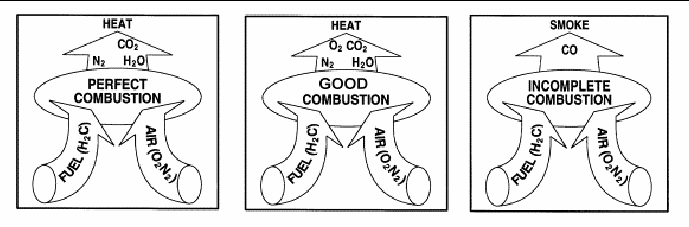 HEAT
CO₂
N₂ H₂O
PERFECT
COMBUSTION
FUEL (H₂C)
AIR (O₂N₂)
HEAT
O₂ CO₂
N₂ H₂O
GOOD
COMBUSTION
FUEL (H₂C)
AIR (O₂N₂)
SMOKE
CO
INCOMPLETE
COMBUSTION
FUEL (H₂C)
AIR (O₂N₂)